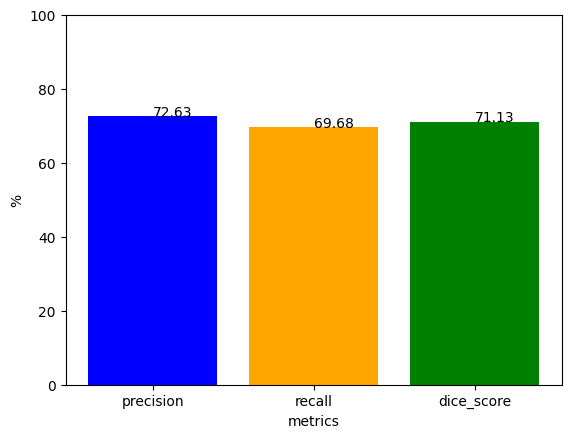 100
80
60
40
20
0
%
72.63
69.68
71.13
precision
recall
dice_score
metrics